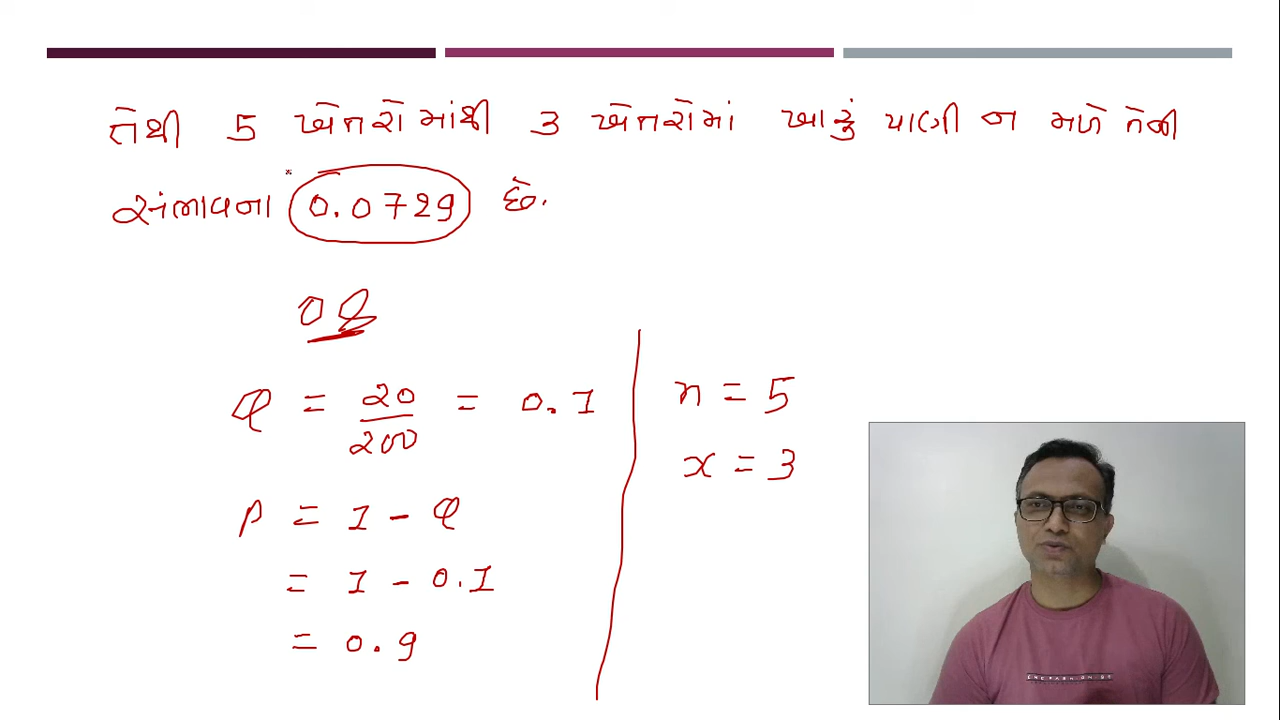 તેથી 5 ખેતરોમાંથી 3 ખેતરોમાં ખારું પાણી ન મળે તેની
સંભાવના 0.0729 છે.
Q = 20/200 = 0.1
P = 1 - Q
= 1 - 0.1
= 0.9
n = 5
x = 3